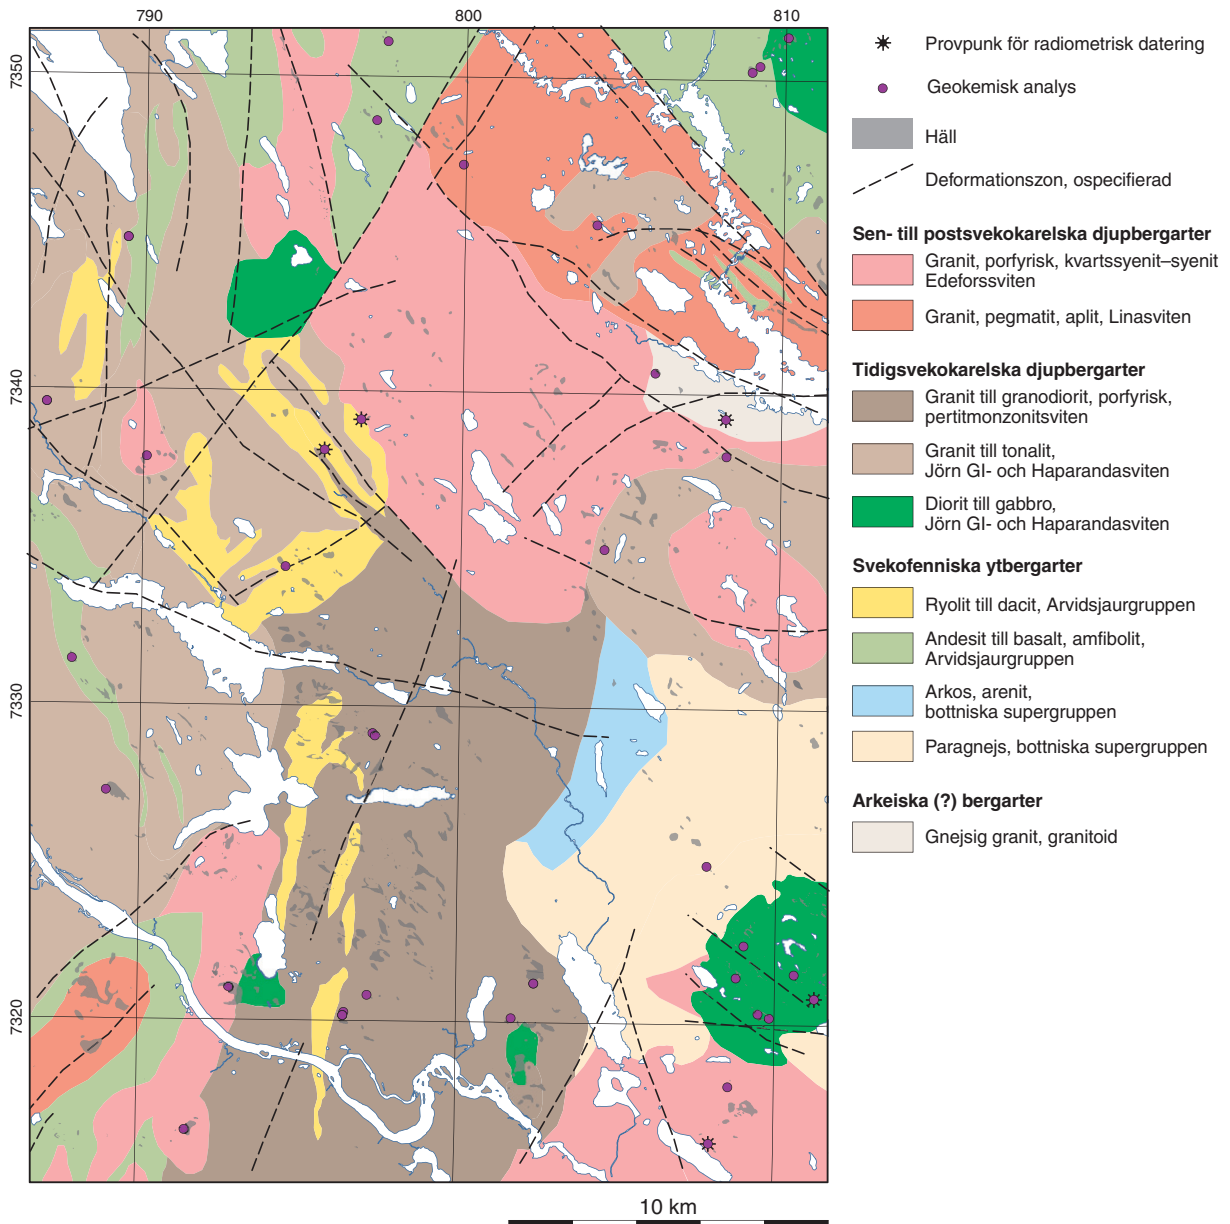 790
800
810
7350
7340
7330
7320
10 km
Provpunk för radiometrisk datering
Geokemisk analys
Häll
Deformationszon, ospecifierad
Sen- till postsvekokarelska djupbergarter
Granit, porfyrisk, kvartssyenit–syenit
Edeforssviten
Granit, pegmatit, aplit, Linasviten
Tidigsvekokarelska djupbergarter
Granit till granodiorit, porfyrisk,
pertitmonzonitsviten
Granit till tonalit,
Jörn GI- och Haparandasviten
Diorit till gabbro,
Jörn GI- och Haparandasviten
Svekofenniska ytbergarter
Ryolit till dacit, Arvidsjaurgruppen
Andesit till basalt, amfibolit,
Arvidsjaurgruppen
Arkos, arenit,
bottniska supergruppen
Paragnejs, bottniska supergruppen
Arkeiska (?) bergarter
Gnejsig granit, granitoid